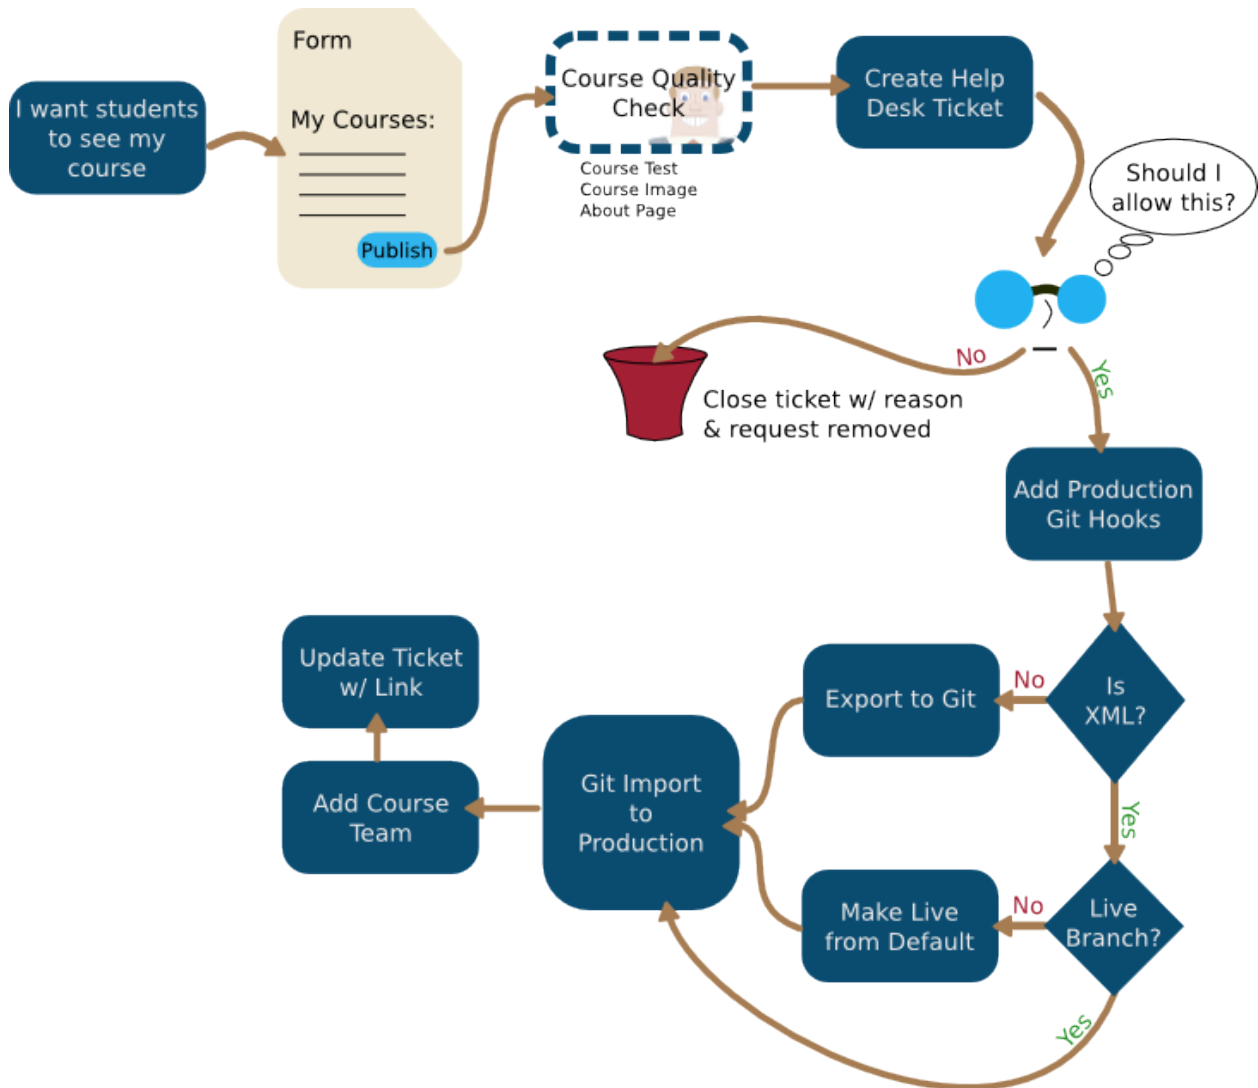 I want students
to see my
course
Form
My Courses:
Publish
Course Quality
Check
Course Test
Course Image
About Page
Create Help
Desk Ticket
Should I
allow this?
No
Yes
Close ticket w/ reason
& request removed
Add Production
Git Hooks
Is
XML?
No
Export to Git
Yes
Live
Branch?
No
Make Live
from Default
Yes
Git Import
to
Production
Add Course
Team
Update Ticket
w/ Link